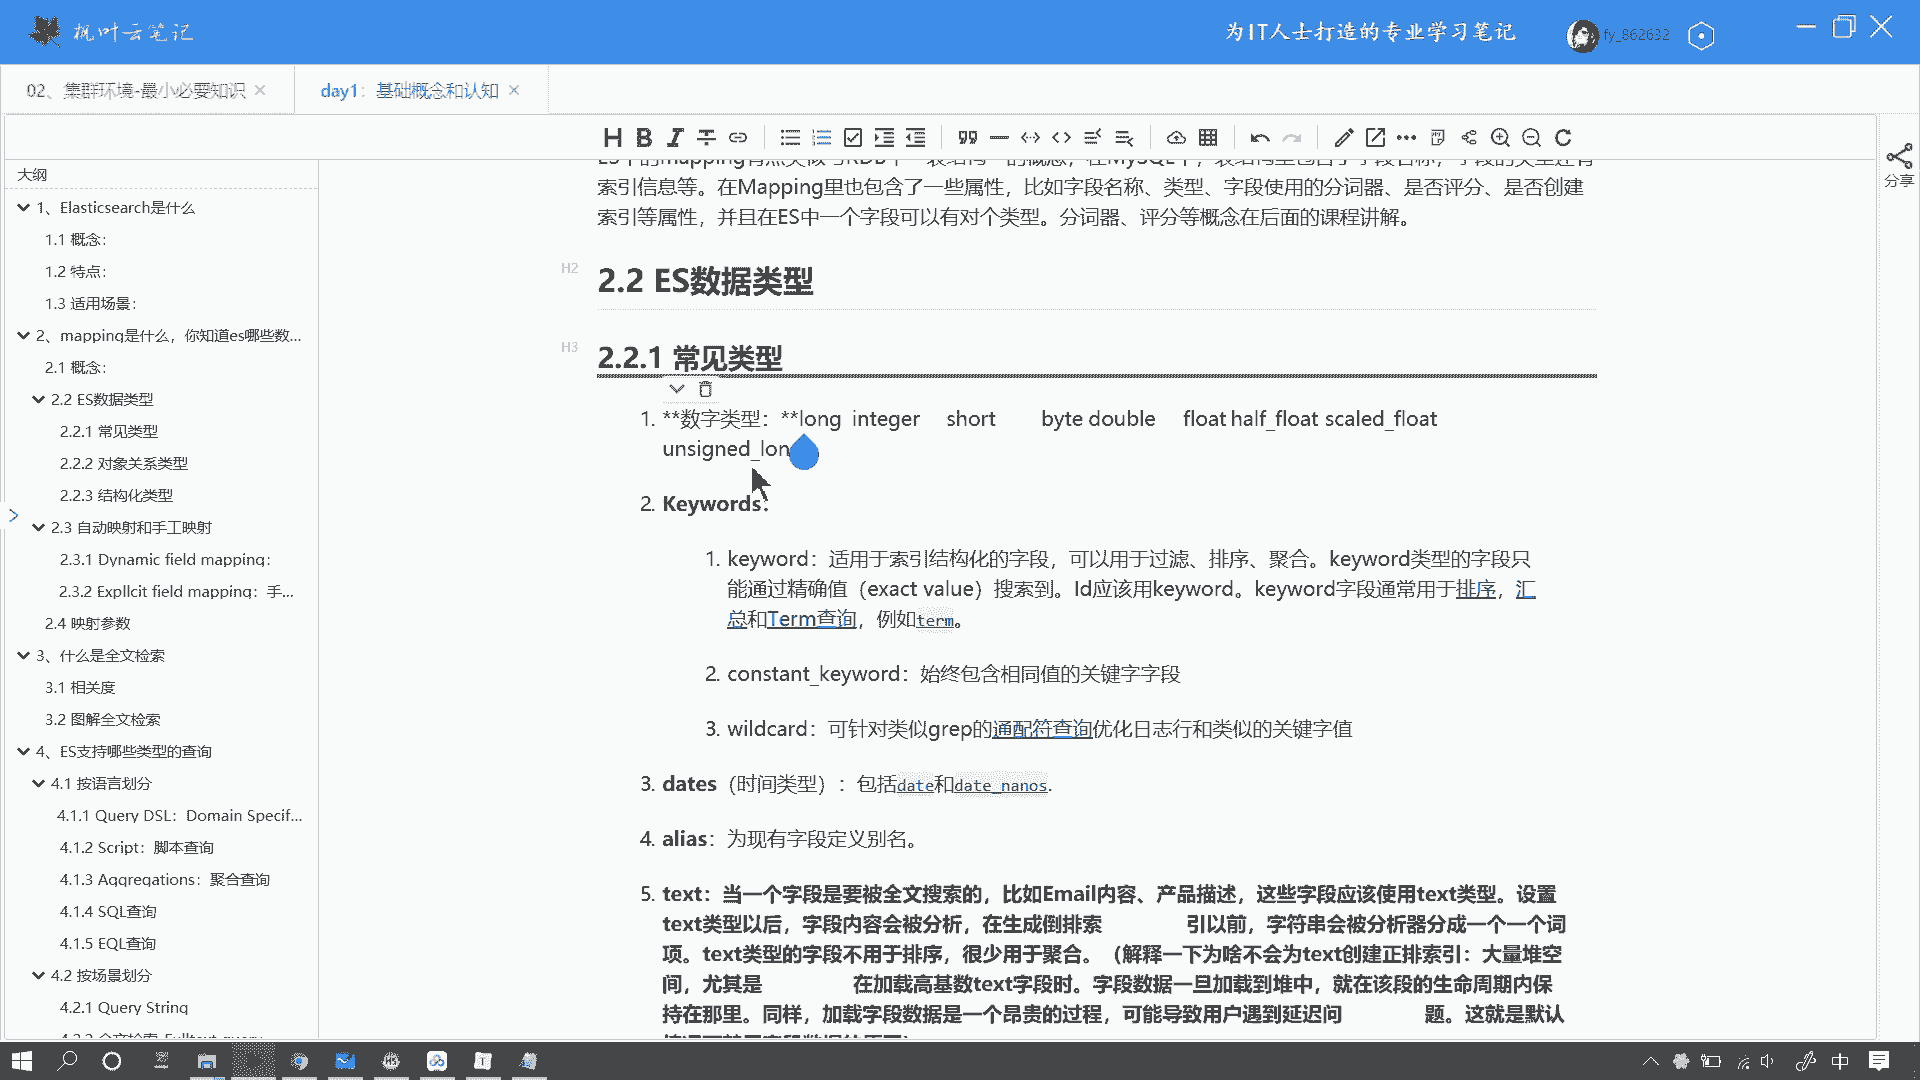 枫叶云笔记
为IT人士打造的专业学习笔记
fy_862632
02、集群环境-最小必要知识
day1：基础概念和认知
分享
大纲
1、Elasticsearch是什么
1.1 概念：
1.2 特点：
1.3 适用场景：
2、mapping是什么，你知道es哪些数...
2.1 概念：
2.2 ES数据类型
2.2.1 常见类型
2.2.2 对象关系类型
2.2.3 结构化类型
2.3 自动映射和手工映射
2.3.1 Dynamic field mapping：
2.3.2 Expllcit field mapping：手...
2.4 映射参数
3、什么是全文检索
3.1 相关度
3.2 图解全文检索
4、ES支持哪些类型的查询
4.1 按语言划分
4.1.1 Query DSL：Domain Specif...
4.1.2 Script：脚本查询
4.1.3 Aggregations：聚合查询
4.1.4 SQL查询
4.1.5 EQL查询
4.2 按场景划分
4.2.1 Query String
索引信息等。在Mapping里也包含了一些属性，比如字段名称、类型、字段使用的分词器、是否评分、是否创建
索引等属性，并且在ES中一个字段可以有对个类型。分词器、评分等概念在后面的课程讲解。
H2
2.2 ES数据类型
H3
2.2.1 常见类型
1. **数字类型：**long integer short byte double float half_float scaled_float
unsigned_lon
2. Keywords：
1. keyword：适用于索引结构化的字段，可以用于过滤、排序、聚合。keyword类型的字段只
能通过精确值（exact value）搜索到。Id应该用keyword。keyword字段通常用于排序，汇
总和Term查询，例如term。
2. constant_keyword：始终包含相同值的关键字字段
3. wildcard：可针对类似grep的通配符查询优化日志行和类似的关键字值
3. dates（时间类型）：包括date和date_nanos.
4. alias：为现有字段定义别名。
5. text：当一个字段是要被全文搜索的，比如Email内容、产品描述，这些字段应该使用text类型。设置
text类型以后，字段内容会被分析，在生成倒排索 引以前，字符串会被分析器分成一个一个词
项。text类型的字段不用于排序，很少用于聚合。（解释一下为啥不会为text创建正排索引：大量堆空
间，尤其是 在加载高基数text字段时。字段数据一旦加载到堆中，就在该段的生命周期内保
持在那里。同样，加载字段数据是一个昂贵的过程，可能导致用户遇到延迟问 题。这就是默认
中